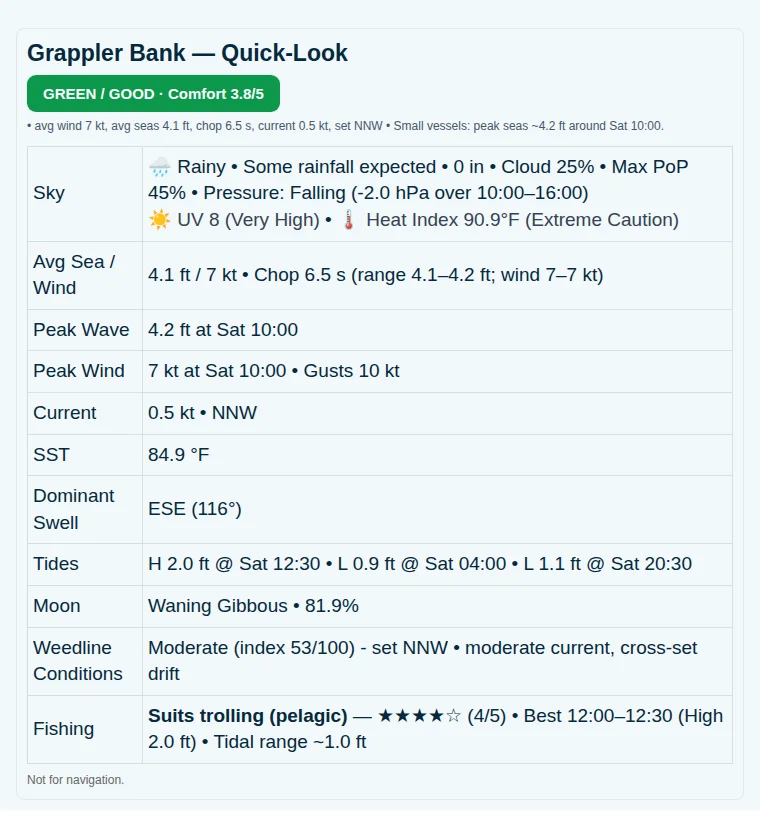 Grappler Bank — Quick-Look
GREEN / GOOD · Comfort 3.8/5
• avg wind 7 kt, avg seas 4.1 ft, chop 6.5 s, current 0.5 kt, set NNW • Small vessels: peak seas ~4.2 ft around Sat 10:00.
Sky
🌧️ Rainy • Some rainfall expected • 0 in • Cloud 25% • Max PoP
45% • Pressure: Falling (-2.0 hPa over 10:00–16:00)
☀️ UV 8 (Very High) • 🌡️ Heat Index 90.9°F (Extreme Caution)
Avg Sea /
Wind
4.1 ft / 7 kt • Chop 6.5 s (range 4.1–4.2 ft; wind 7–7 kt)
Peak Wave
4.2 ft at Sat 10:00
Peak Wind
7 kt at Sat 10:00 • Gusts 10 kt
Current
0.5 kt • NNW
SST
84.9 °F
Dominant
Swell
ESE (116°)
Tides
H 2.0 ft @ Sat 12:30 • L 0.9 ft @ Sat 04:00 • L 1.1 ft @ Sat 20:30
Moon
Waning Gibbous • 81.9%
Weedline
Conditions
Moderate (index 53/100) - set NNW • moderate current, cross-set
drift
Fishing
Suits trolling (pelagic) — ★★★★☆ (4/5) • Best 12:00–12:30 (High
2.0 ft) • Tidal range ~1.0 ft
Not for navigation.